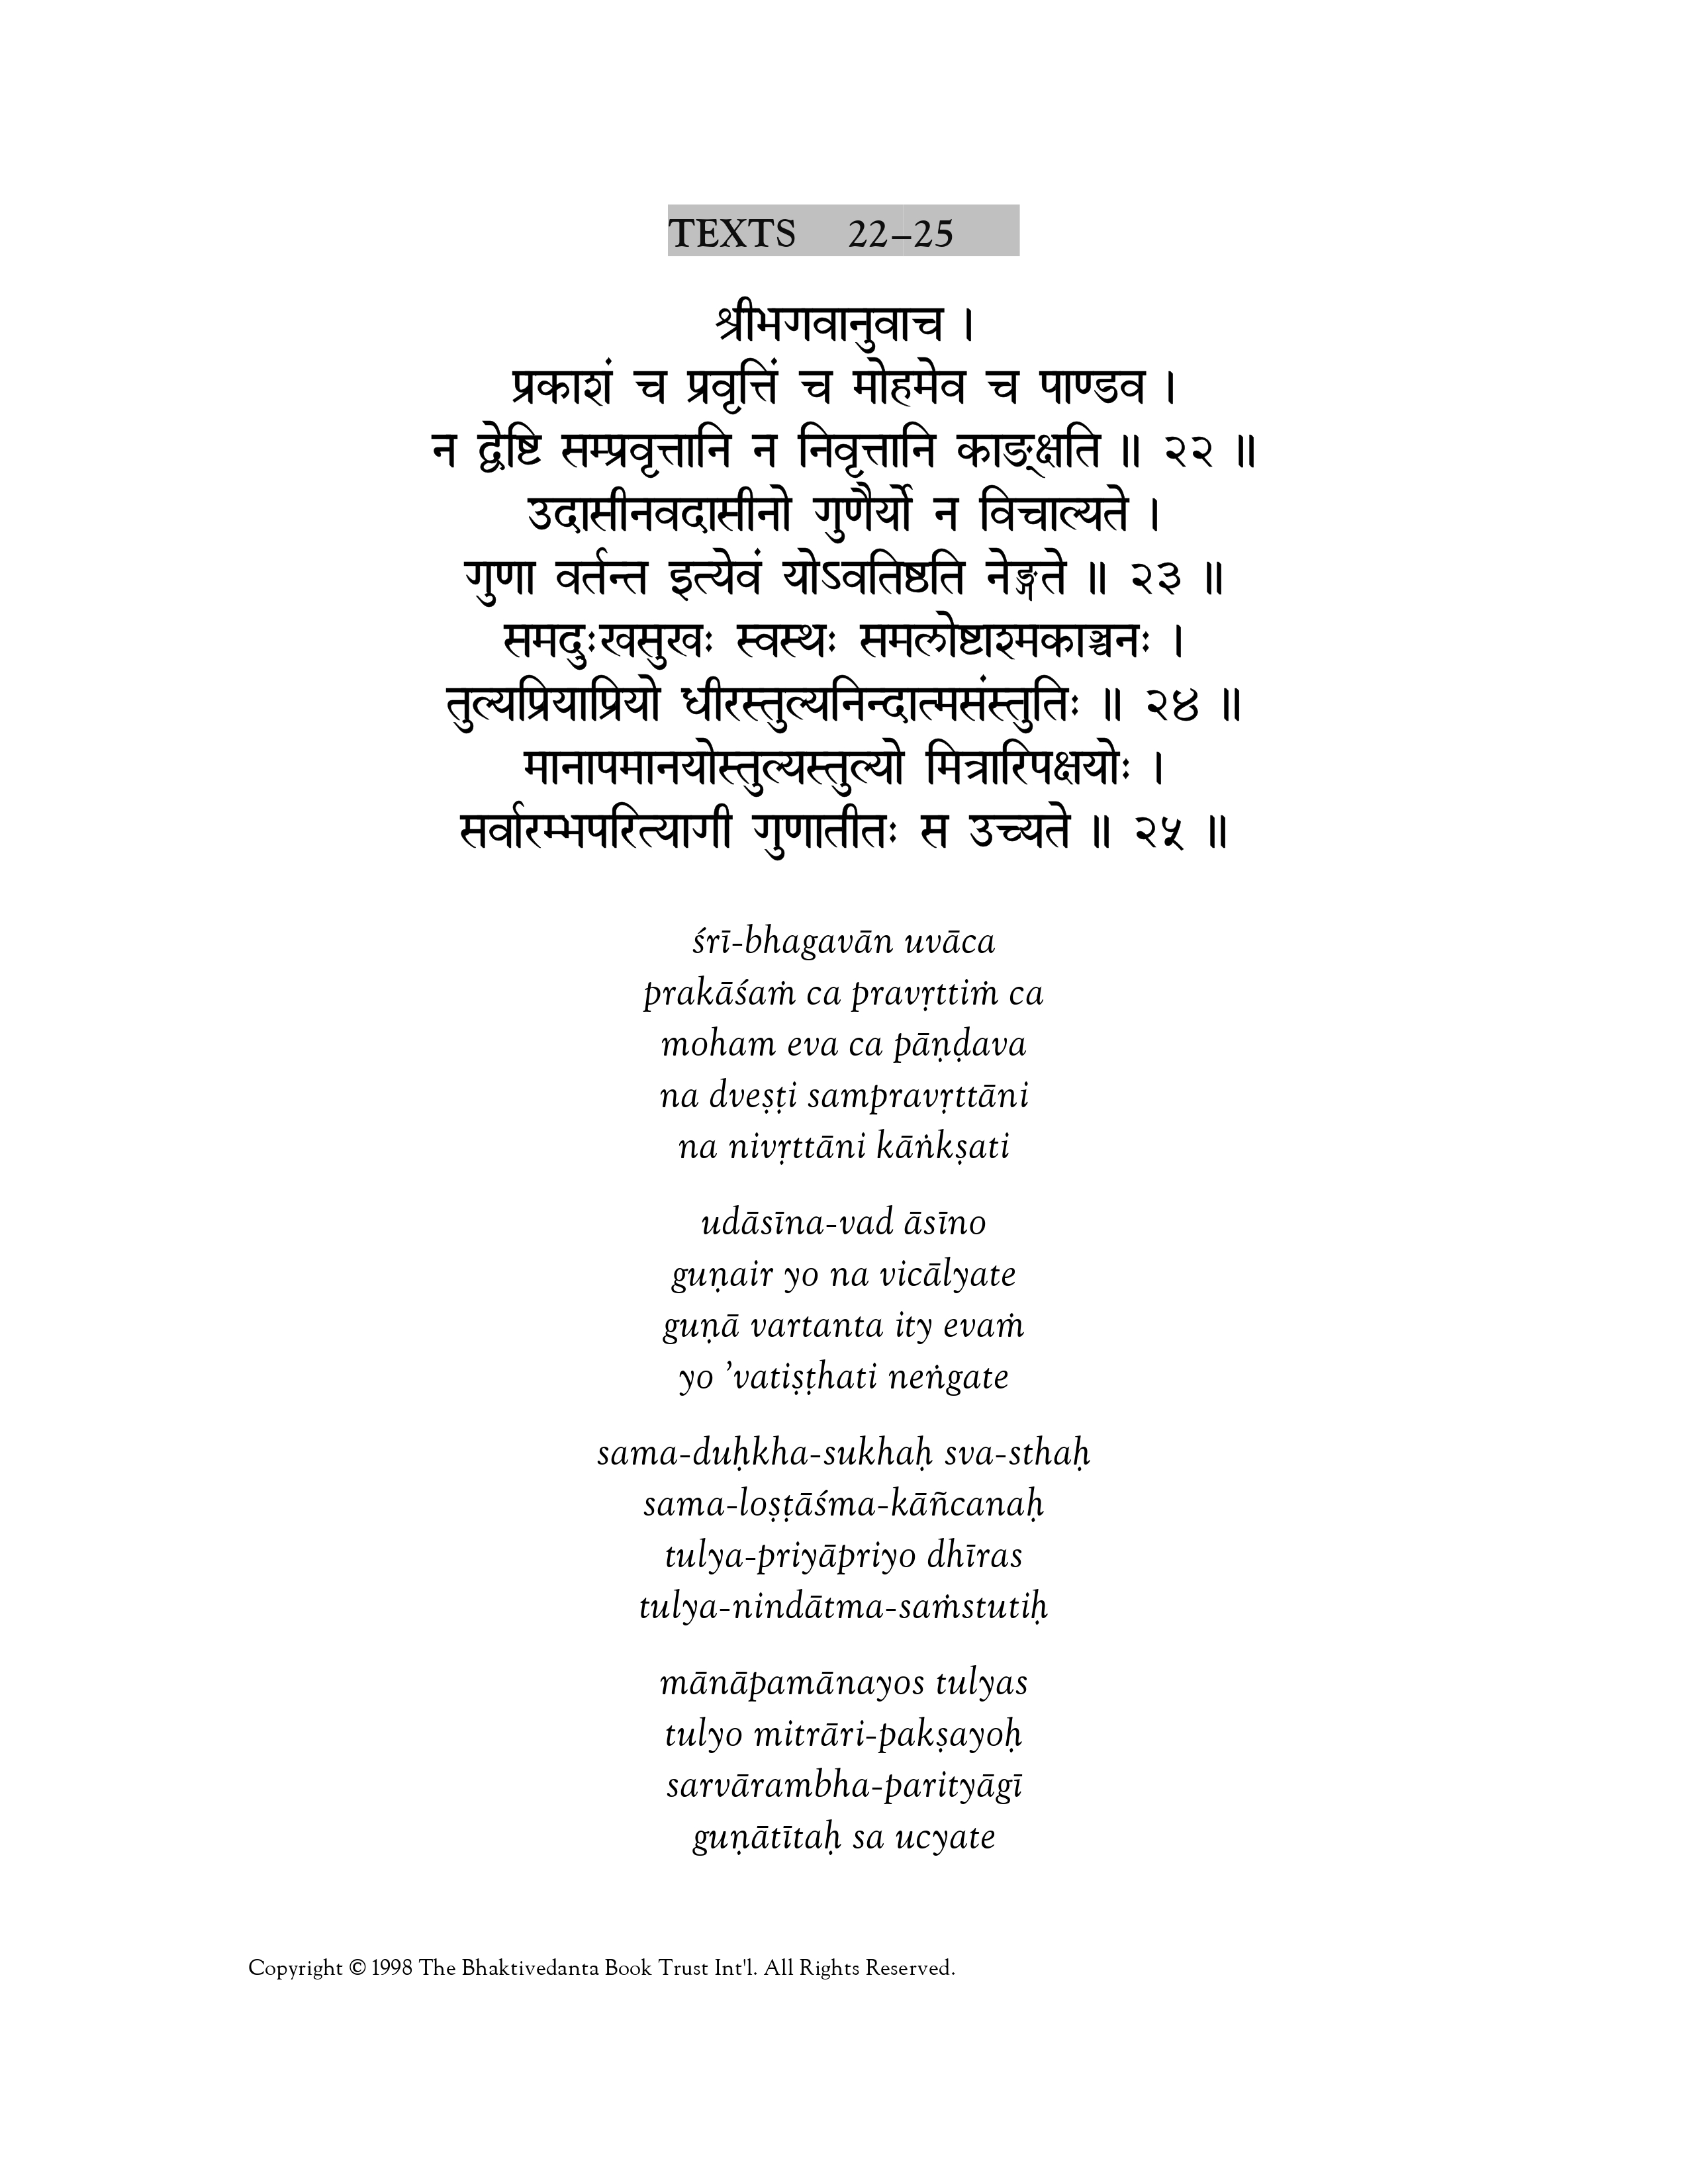 TEXTS 22–25
श्रीभगवानुवाच ।
प्रकाशं च प्रवृत्तिं च मोहमेव च पाण्डव ।
न द्वेष्टि सम्प्रवृत्तानि न निवृत्तानि काङ्क्षति ॥ २२ ॥
उदासीनवदासीनो गुणैर्यो न विचाल्यते ।
गुणा वर्तन्त इत्येवं योऽवतिष्ठति नेङ्गते ॥ २३ ॥
समदुःखसुखः स्वस्थः समलोष्टाश्मकाञ्चनः ।
तुल्यप्रियाप्रियो धीरस्तुल्यनिन्दात्मसंस्तुतिः ॥ २४ ॥
मानापमानयोस्तुल्यस्तुल्यो मित्रारिपक्षयोः ।
सर्वारम्भपरित्यागी गुणातीतः स उच्यते ॥ २५ ॥
śrī-bhagavān uvāca
prakāśaṁ ca pravṛttiṁ ca
moham eva ca pāṇḍava
na dveṣṭi sampravṛttāni
na nivṛttāni kāṅkṣati
udāsīna-vad āsīno
guṇair yo na vicālyate
guṇā vartanta ity evaṁ
yo ’vatiṣṭhati neṅgate
sama-duḥkha-sukhaḥ sva-sthaḥ
sama-loṣṭāśma-kāñcanaḥ
tulya-priyāpriyo dhīras
tulya-nindātma-saṁstutiḥ
mānāpamānayos tulyas
tulyo mitrāri-pakṣayoḥ
sarvārambha-parityāgī
guṇātītaḥ sa ucyate
Copyright © 1998 The Bhaktivedanta Book Trust Int'l. All Rights Reserved.